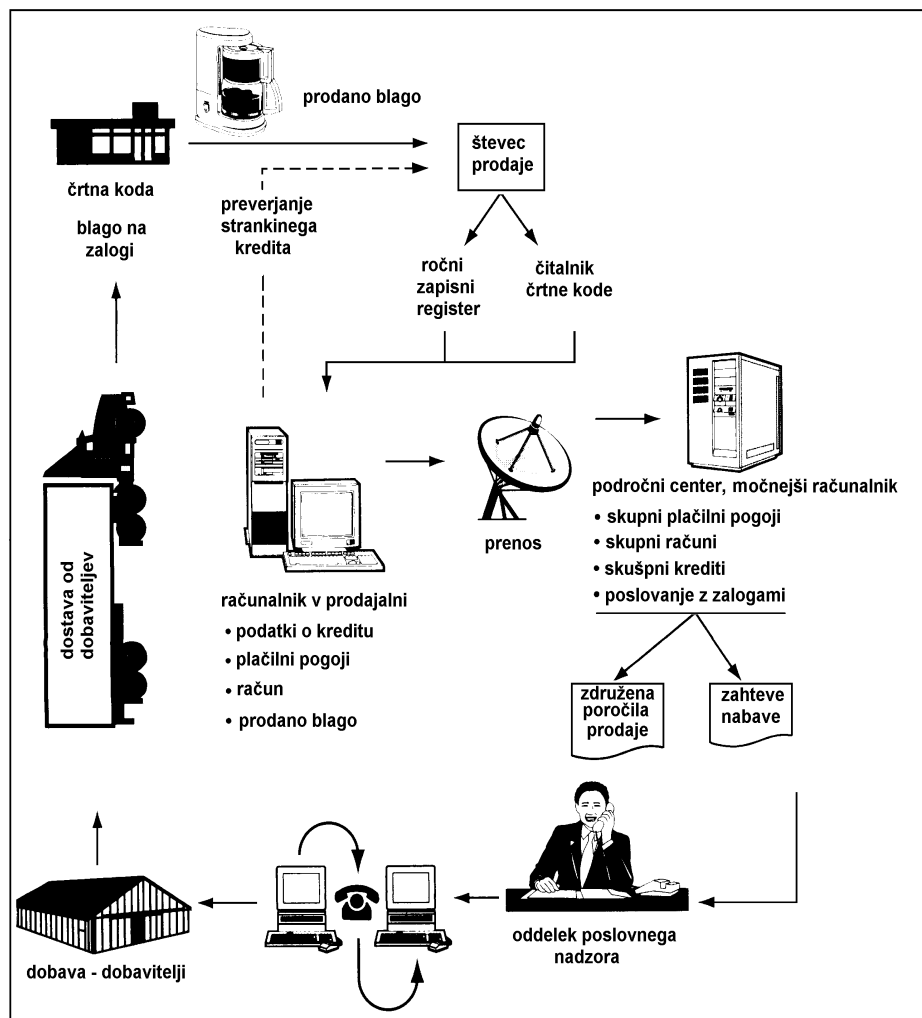 prodano blago
števec
prodaje
črtna koda
blago na
zalogi
preverjanje
strankinega
kredita
ročni
zapisni
register
čitalnik
črtne kode
dostava od
dobaviteljev
prenos
področni center, močnejši računalnik
• skupni plačilni pogoji
• skupni računi
• skušpni krediti
• poslovanje z zalogami
računalnik v prodajalni
• podatki o kreditu
• plačilni pogoji
• račun
• prodano blago
združena
poročila
prodaje
zahteve
nabave
oddelek poslovnega
nadzora
dobava - dobavitelji